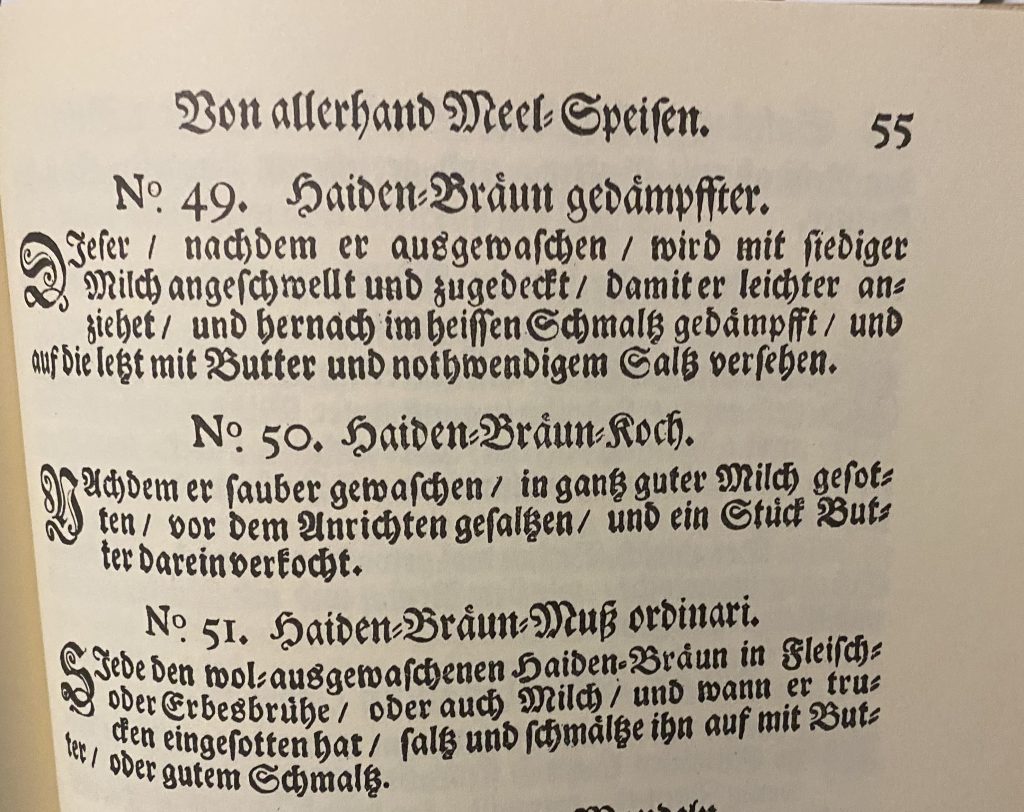 Von allerhand Meel-Speisen. 55
No. 49. Haiden-Bräun gedämpffter.
DIeser / nachdem er ausgewaschen / wird mit siediger
Milch angeschwellt und zugedeckt / damit er leichter an-
ziehet / und hernach im heissen Schmaltz gedämpfft / und
auf die letzt mit Butter und nothwendigem Saltz versehen.
No. 50. Haiden-Bräun-Koch.
NAchdem er sauber gewaschen / in gantz guter Milch gesot-
ten / vor dem Anrichten gesaltzen / und ein Stück But-
ter darein verkocht.
No. 51. Haiden-Bräun-Muß ordinari.
SIede den wol-ausgewaschenen Haiden-Bräun in Fleisch-
oder Erbesbrühe / oder auch Milch / und wann er tru-
cken eingesotten hat / saltz und schmältze ihn auf mit But-
ter / oder gutem Schmaltz.